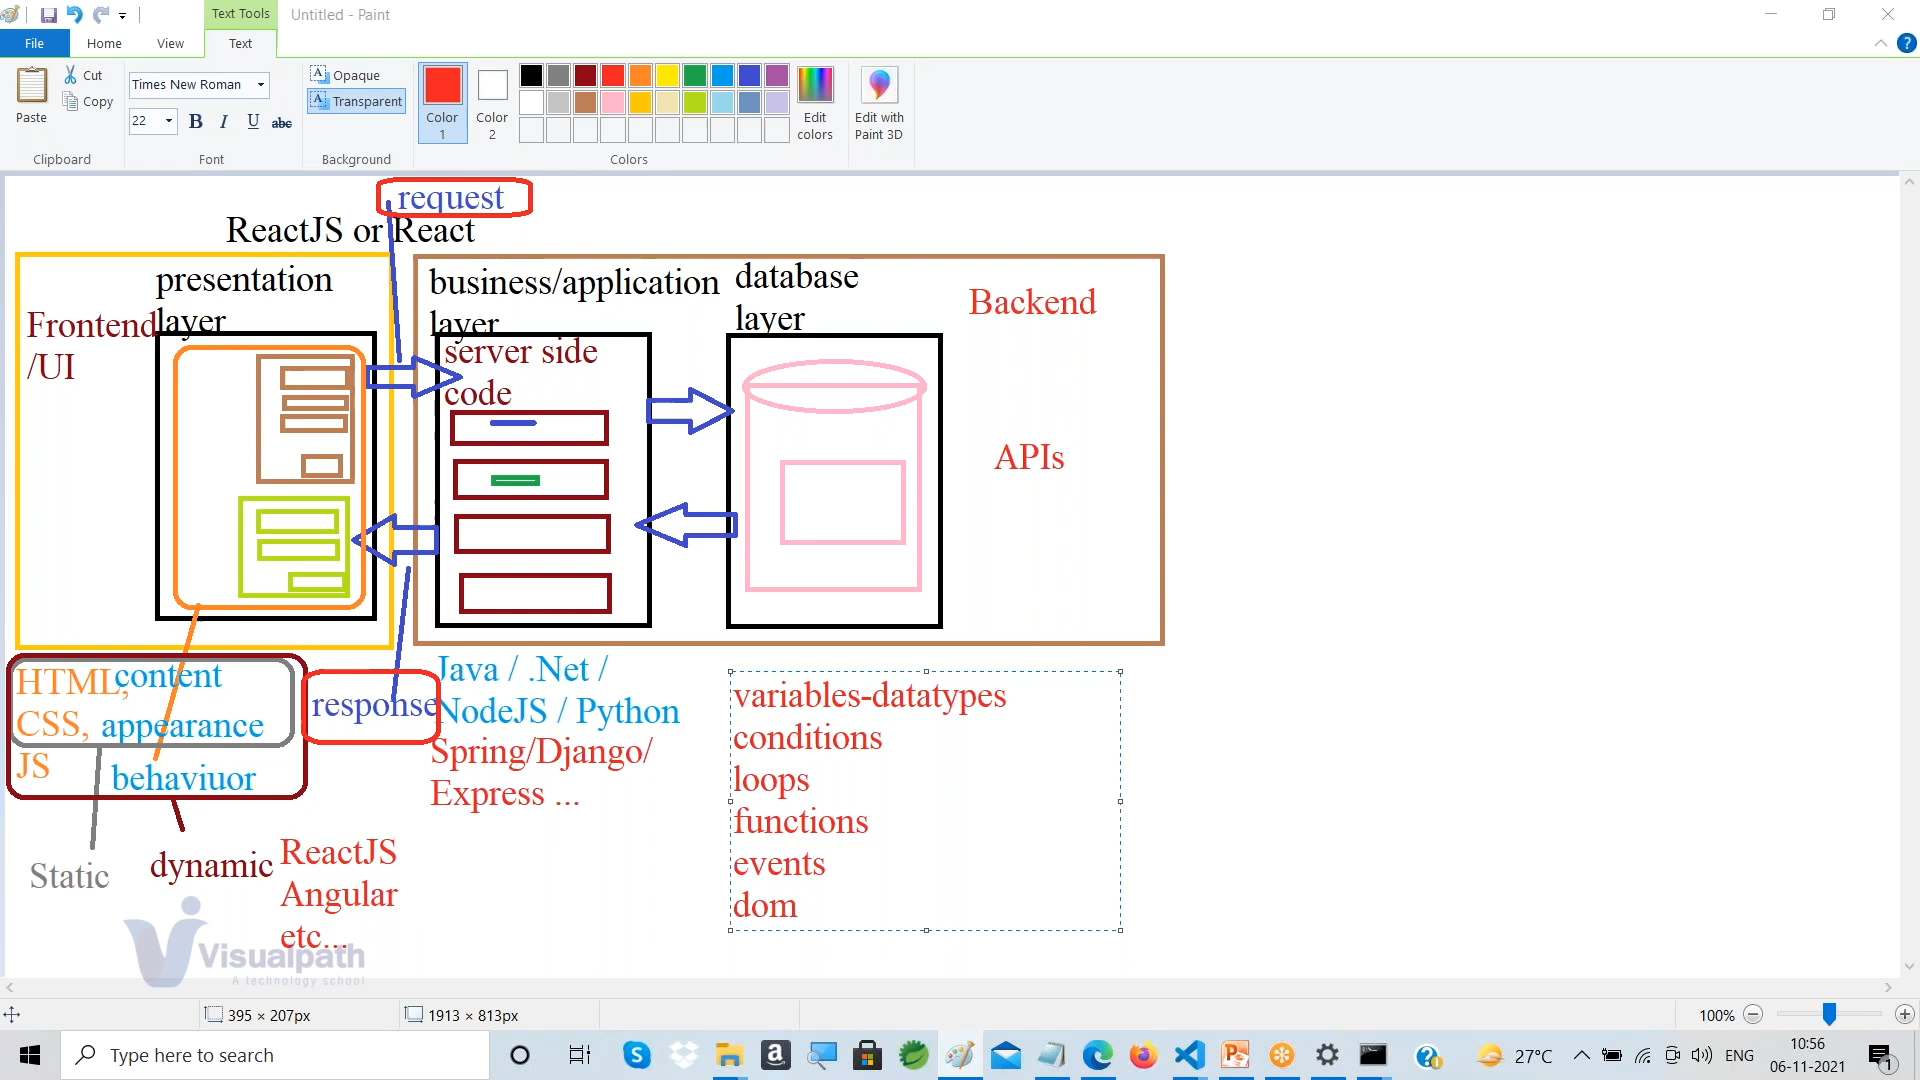 Text Tools
Untitled - Paint
File
Home
View
Text
Paste
Cut
Copy
Clipboard
Times New Roman
22
B
I
U
abc
Font
Opaque
Transparent
Background
Color
1
Color
2
Edit
colors
Colors
Edit with
Paint 3D
request
ReactJS or React
presentation
layer
Frontend
/UI
business/application
layer
server side
code
database
layer
Backend
APIs
HTML,
CSS,
JS
content
appearance
behaviuor
response
Java / .Net /
NodeJS / Python
Spring/Django/
Express ...
Static
dynamic
ReactJS
Angular
etc...
variables-datatypes
conditions
loops
functions
events
dom
Visualpath
A technology school
395 × 207px
1913 × 813px
100%
Type here to search
27°C
ENG
10:56
06-11-2021
1